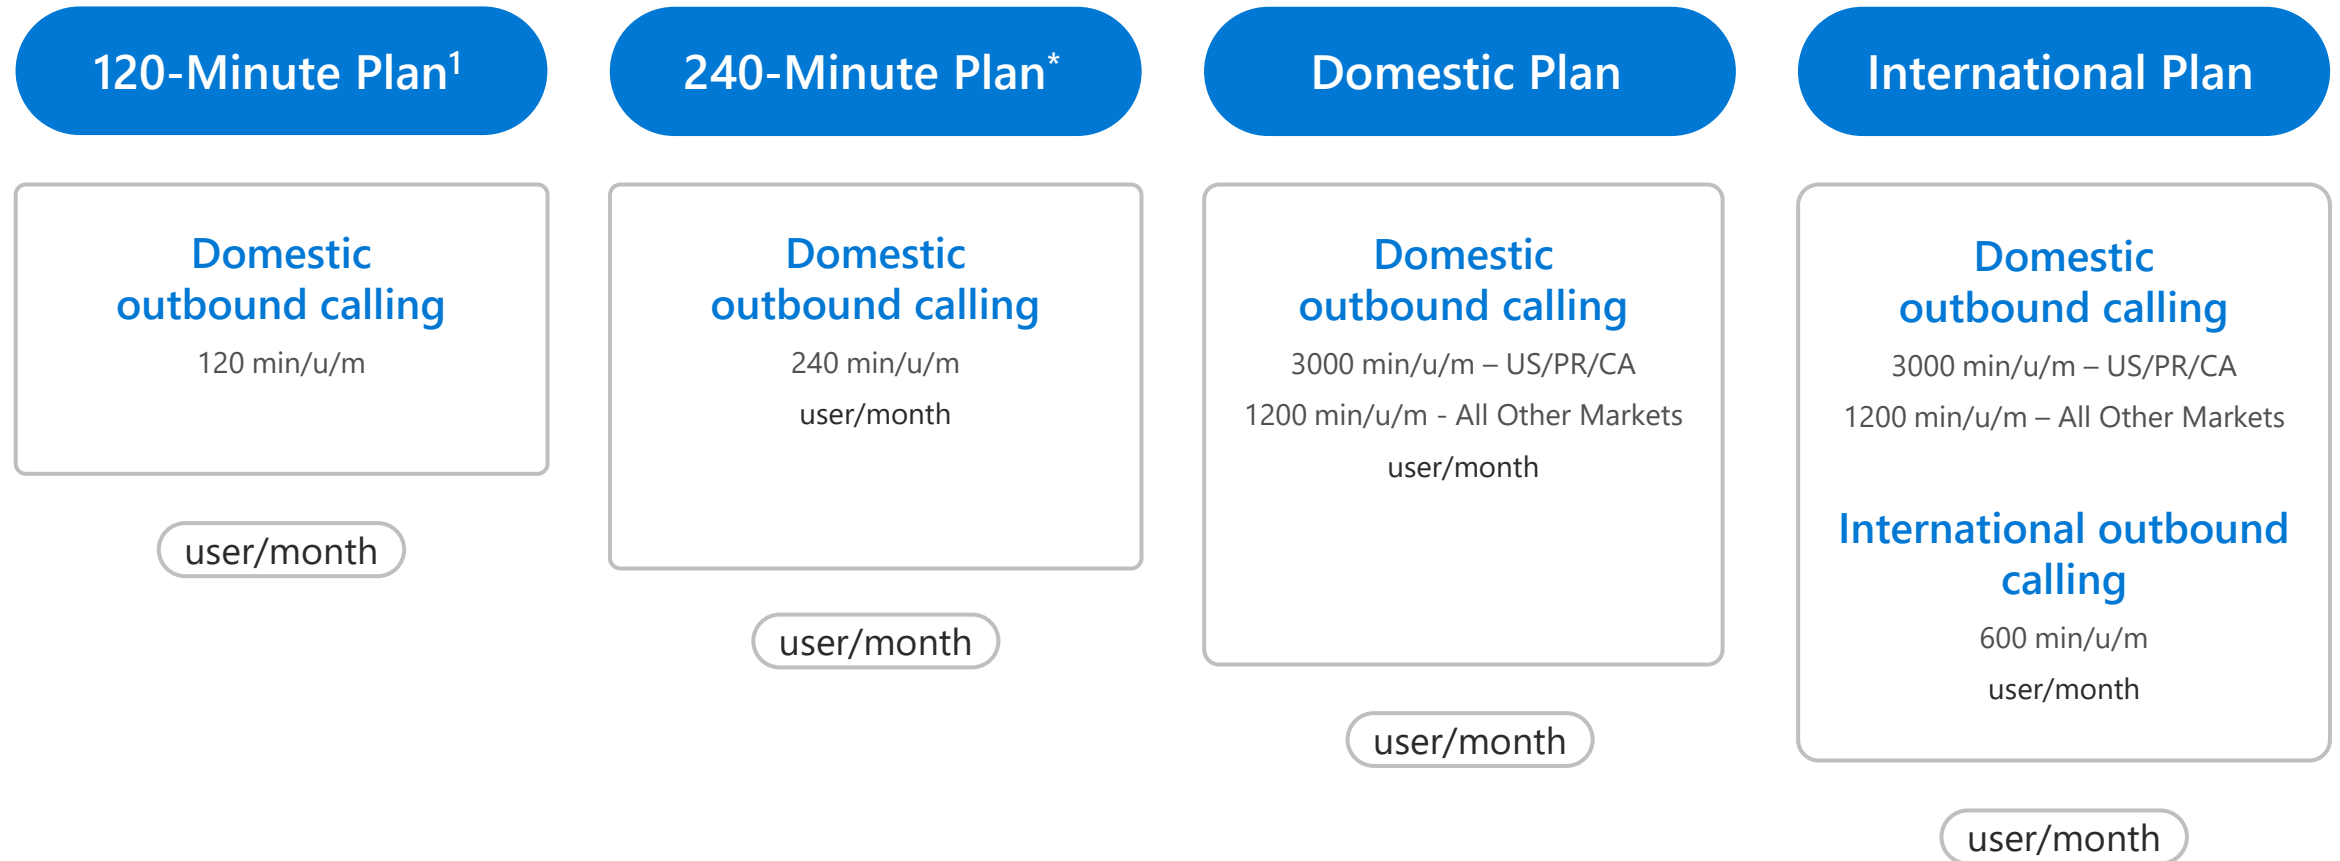 120-Minute Plan¹
Domestic
outbound calling
120 min/u/m
user/month
240-Minute Plan*
Domestic
outbound calling
240 min/u/m
user/month
user/month
Domestic Plan
Domestic
outbound calling
3000 min/u/m – US/PR/CA
1200 min/u/m - All Other Markets
user/month
user/month
International Plan
Domestic
outbound calling
3000 min/u/m – US/PR/CA
1200 min/u/m – All Other Markets
International outbound
calling
600 min/u/m
user/month
user/month